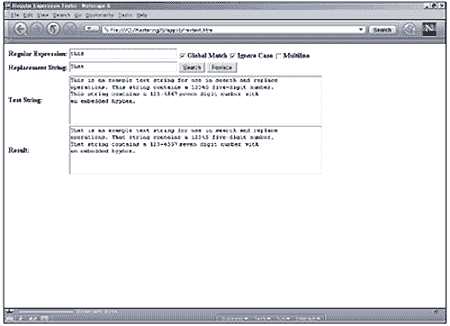 Regular Expression Tester - Netscape 6
File Edit View Search Go Bookmarks Tasks Help
Search
Regular Expression: this Global Match Ignore Case Multiline
Replacement String: That Search Replace
Text String:
This is an example text string for use in search and replace
operations. This string contains a 12345 five-digit number.
This string contains a 123-4567 seven digit number with
an embedded hyphen.
Result:
That is an example text string for use in search and replace
operations. That string contains a 12345 five-digit number.
That string contains a 123-4567 seven digit number with
an embedded hyphen.